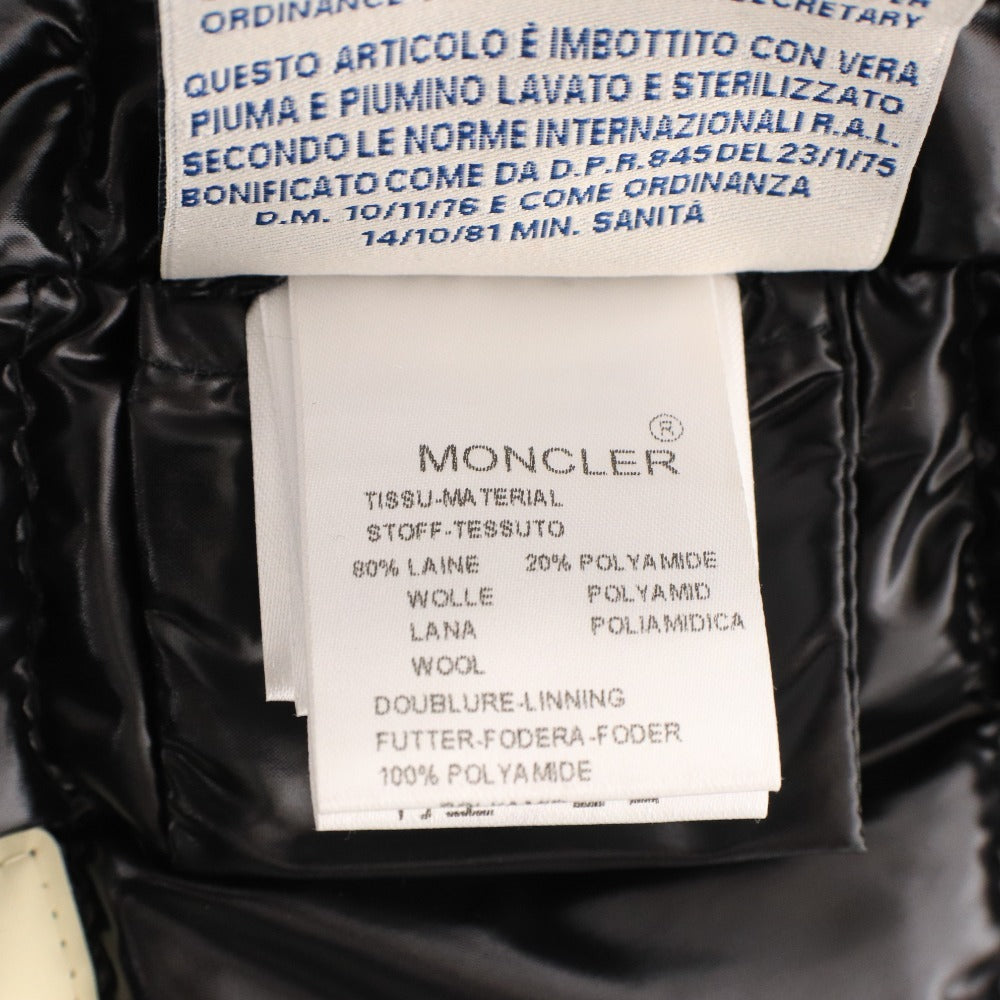 ORDINANCE
SECRETARY
QUESTO ARTICOLO È IMBOTTITO CON VERA
PIUMA E PIUMINO LAVATO E STERILIZZATO
SECONDO LE NORME INTERNAZIONALI R.A.L.
BONIFICATO COME DA D.P.R. 845 DEL 23/1/75
D.M. 10/11/76 E COME ORDINANZA
14/10/81 MIN. SANITÀ
MONCLER ®
TISSU-MATERIAL
STOFF-TESSUTO
80% LAINE 20% POLYAMIDE
WOLLE POLYAMID
LANA POLIAMIDICA
WOOL
DOUBLURE-LINNING
FUTTER-FODERA-FODER
100% POLYAMIDE